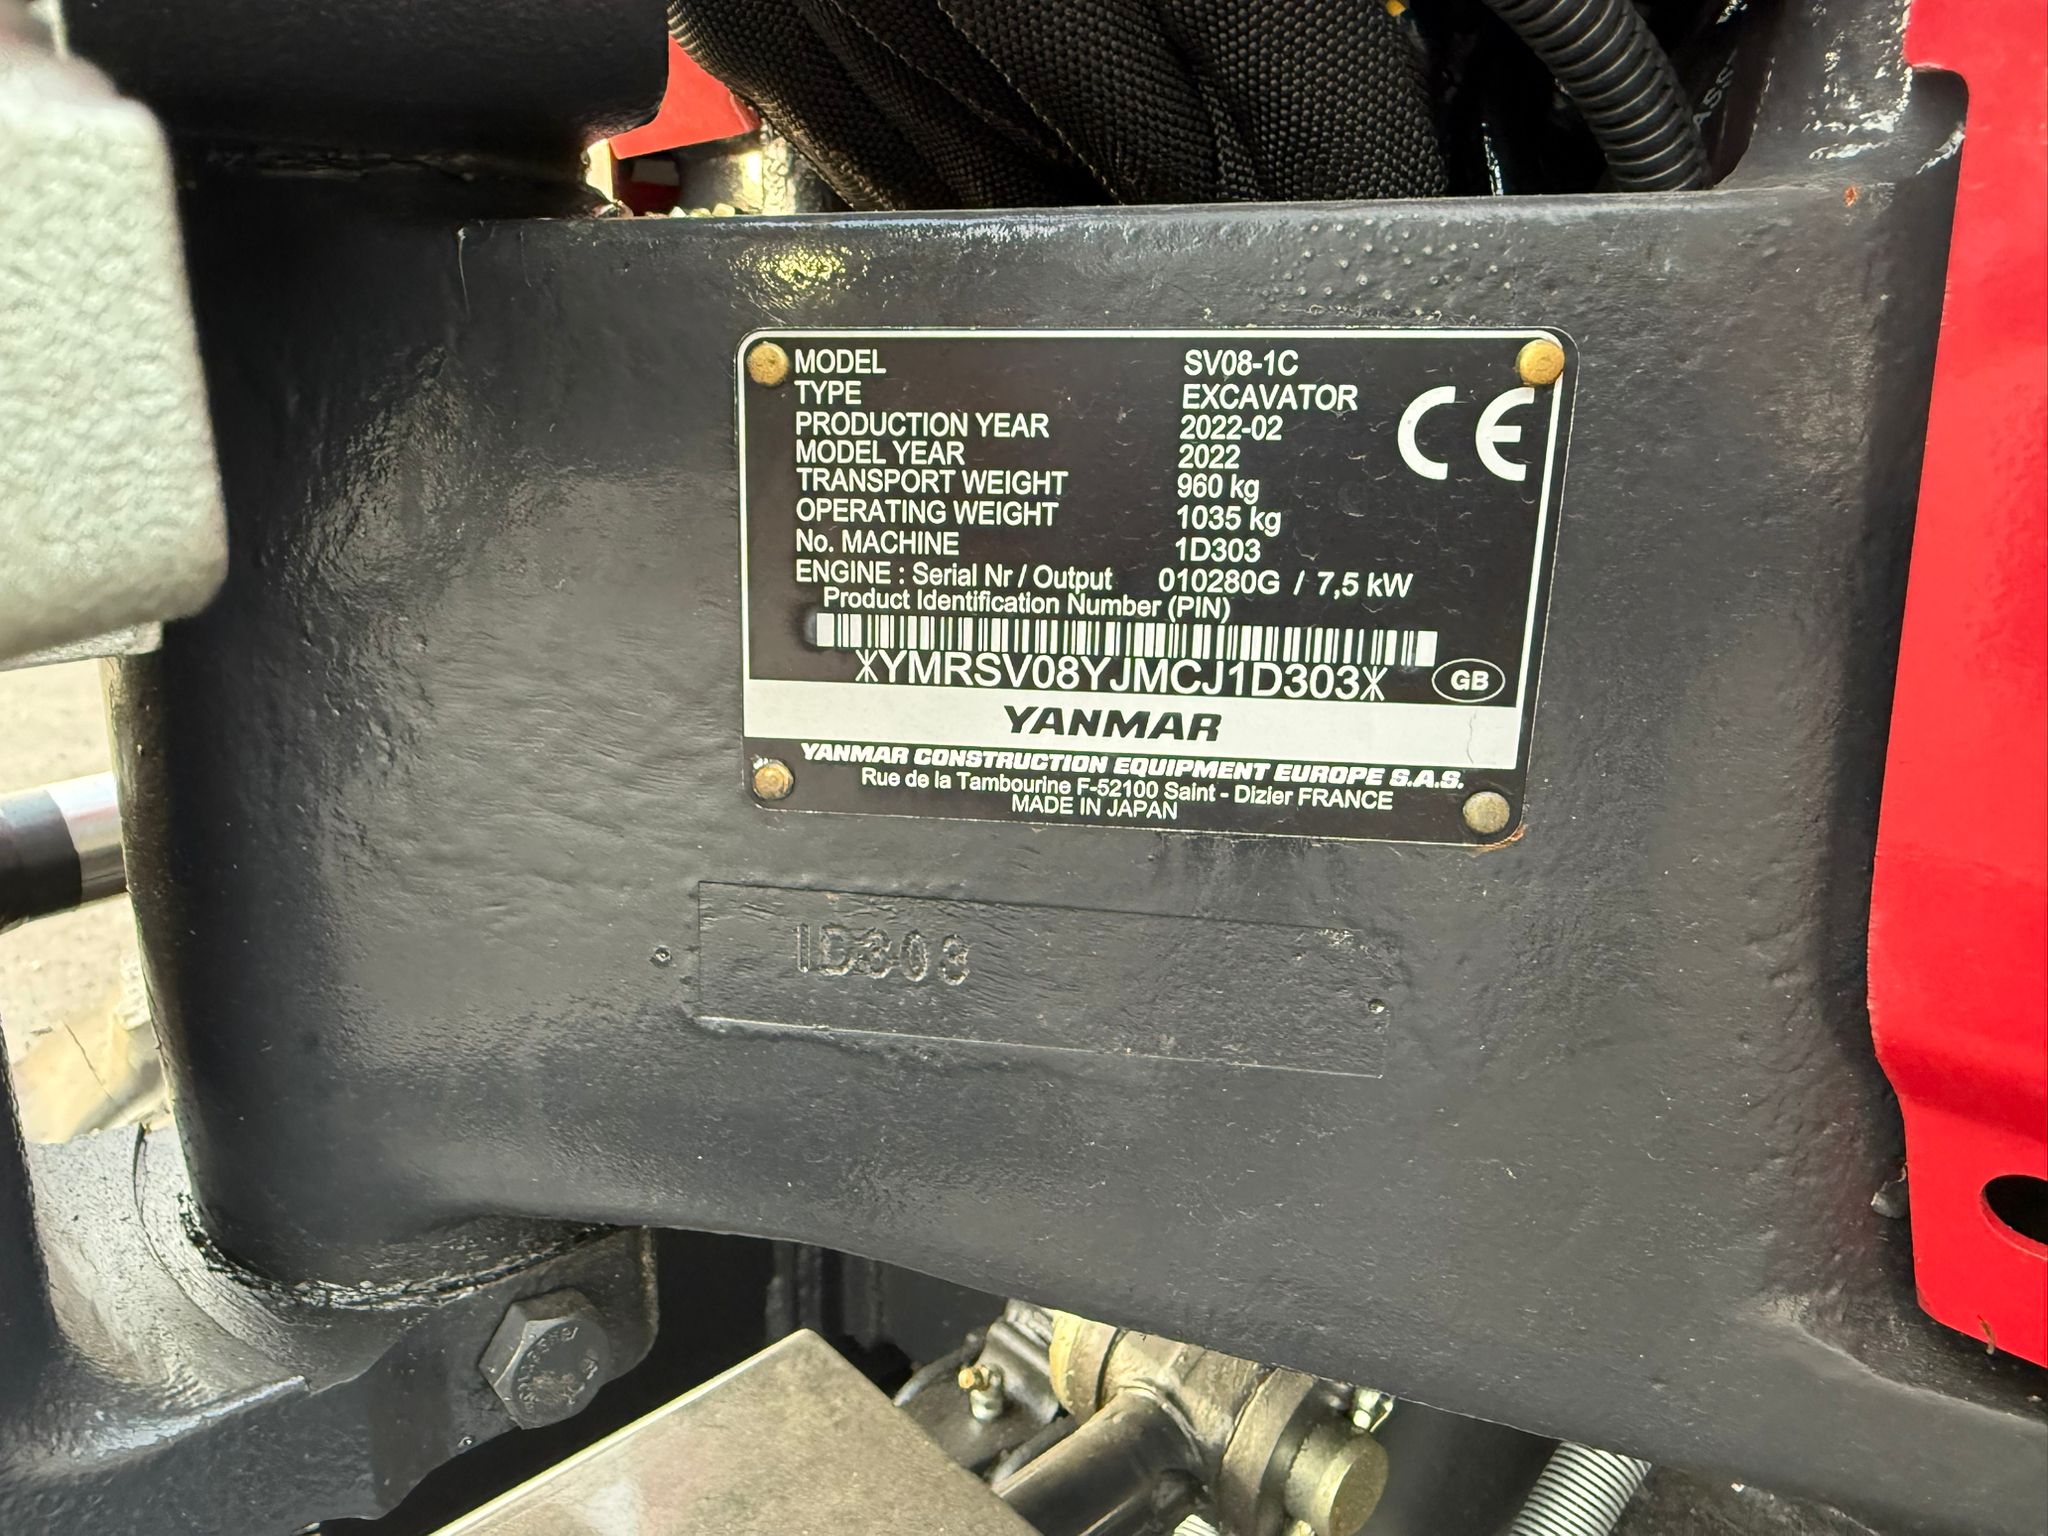 MODEL SV08-1C
TYPE EXCAVATOR
PRODUCTION YEAR 2022-02
MODEL YEAR 2022
TRANSPORT WEIGHT 960 kg
OPERATING WEIGHT 1035 kg
No. MACHINE 1D303
ENGINE : Serial Nr / Output 010280G / 7,5 kW
Product Identification Number (PIN)
*YMRSV08YJMCJ1D303*
GB
CE
YANMAR
YANMAR CONSTRUCTION EQUIPMENT EUROPE S.A.S.
Rue de la Tambourine F-52100 Saint - Dizier FRANCE
MADE IN JAPAN
1D303